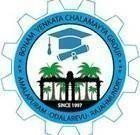 BONAM VENKATA CHALAMAYYA GROUP
SINCE 1997
AMALAPURAM - ODALAREVU - RAJAHMUNDRY